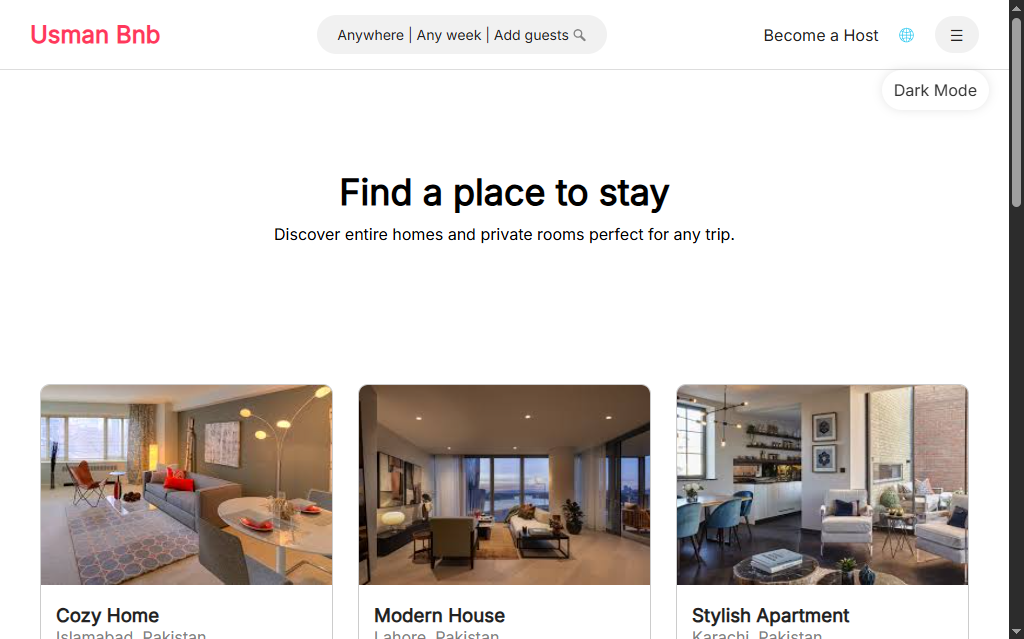 Usman Bnb
Anywhere | Any week | Add guests
Become a Host
Dark Mode
Find a place to stay
Discover entire homes and private rooms perfect for any trip.
Cozy Home
Islamabad, Pakistan
Modern House
Lahore, Pakistan
Stylish Apartment
Karachi, Pakistan